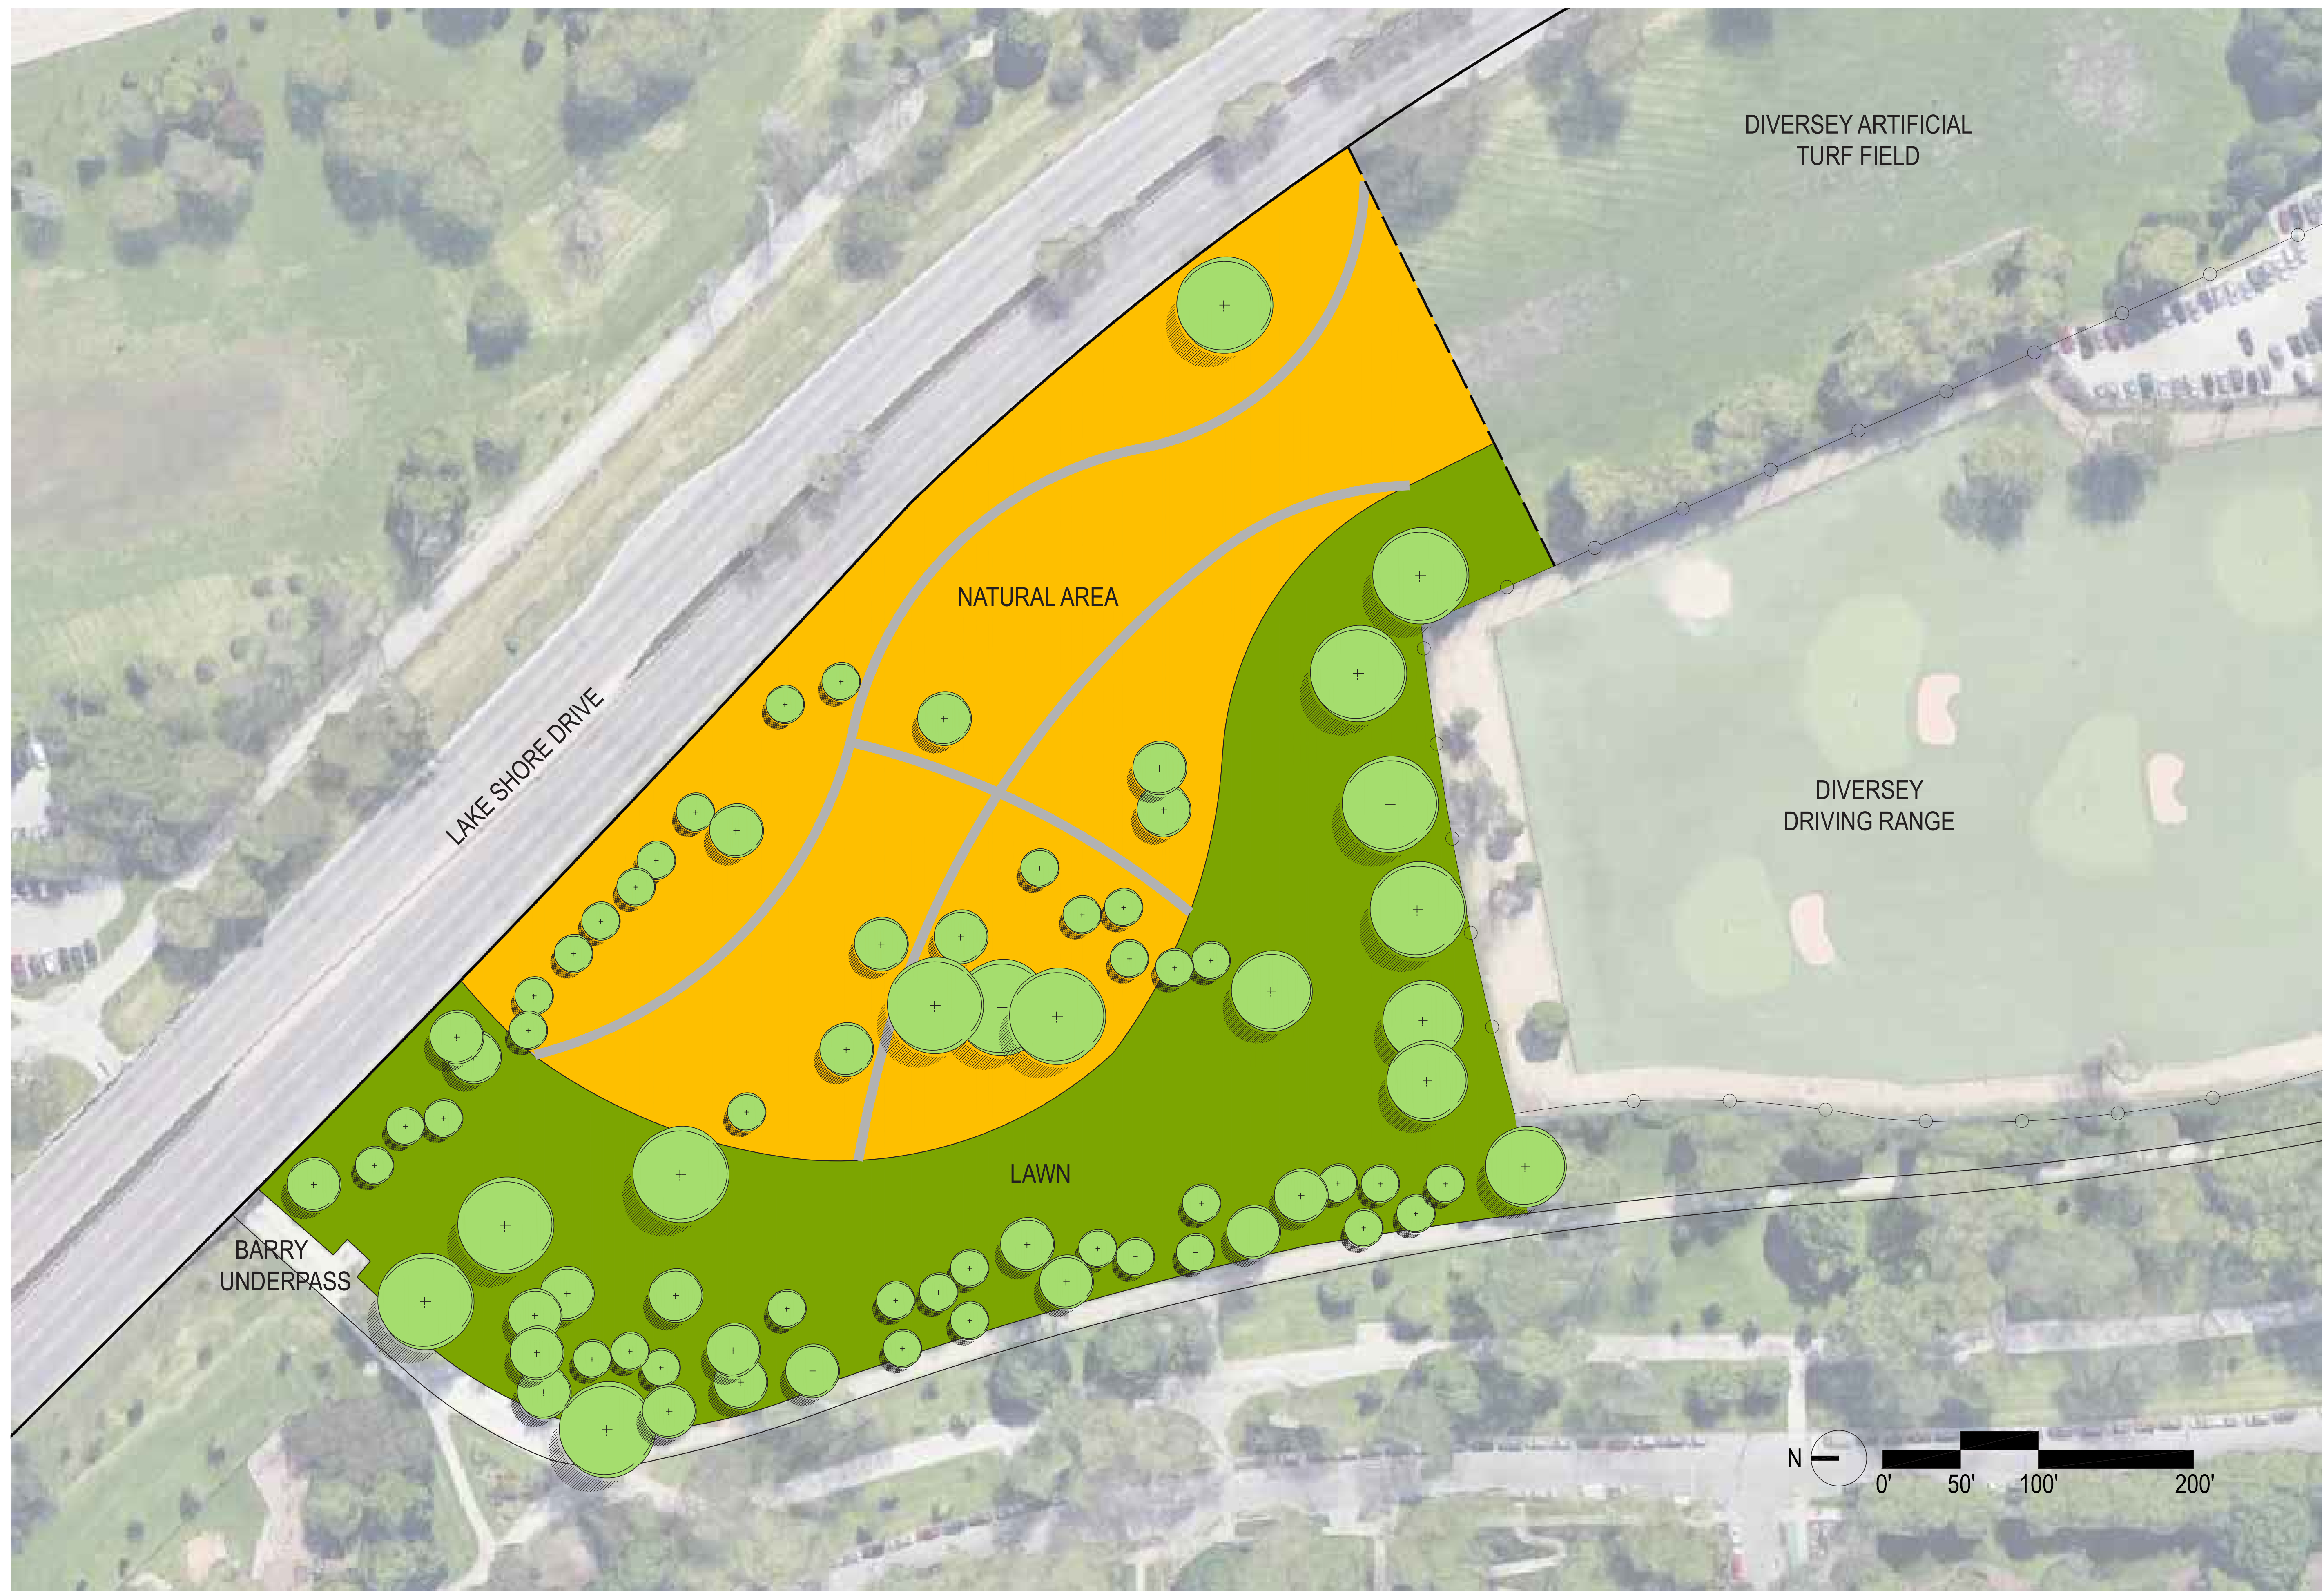 DIVERSEY ARTIFICIAL
TURF FIELD
NATURAL AREA
LAKE SHORE DRIVE
DIVERSEY
DRIVING RANGE
LAWN
BARRY
UNDERPASS
N
0' 50' 100' 200'